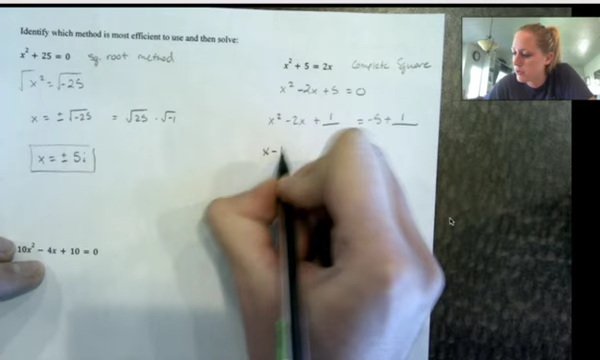 Identify which method is most efficient to use and then solve:
x² + 25 = 0 sq. root method
√x² = √-25
x = ± √-25 = √25 · √-1
x = ± 5i
x² + 5 = 2x Complete Square
x² - 2x + 5 = 0
x² - 2x + 1 = -5 + 1
x - 1
10x² - 4x + 10 = 0